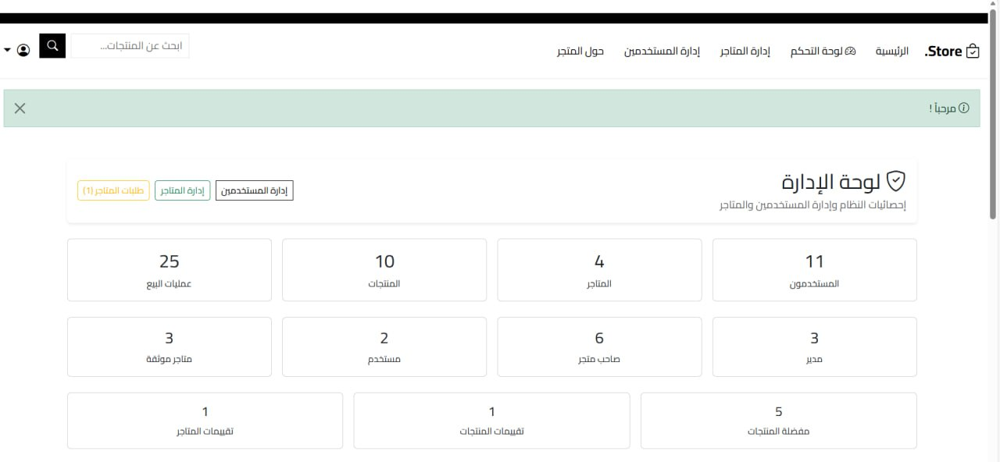 Store.
الرئيسية
لوحة التحكم
إدارة المتاجر
إدارة المستخدمين
حول المتجر
ابحث عن المنتجات...
مرحباً !
لوحة الإدارة
إحصائيات النظام وإدارة المستخدمين والمتاجر
إدارة المستخدمين
إدارة المتاجر
طلبات المتاجر (1)
11
المستخدمون
4
المتاجر
10
المنتجات
25
عمليات البيع
3
مدير
6
صاحب متجر
2
مستخدم
3
متاجر موثقة
5
مفضلة المنتجات
1
تقييمات المنتجات
1
تقييمات المتاجر